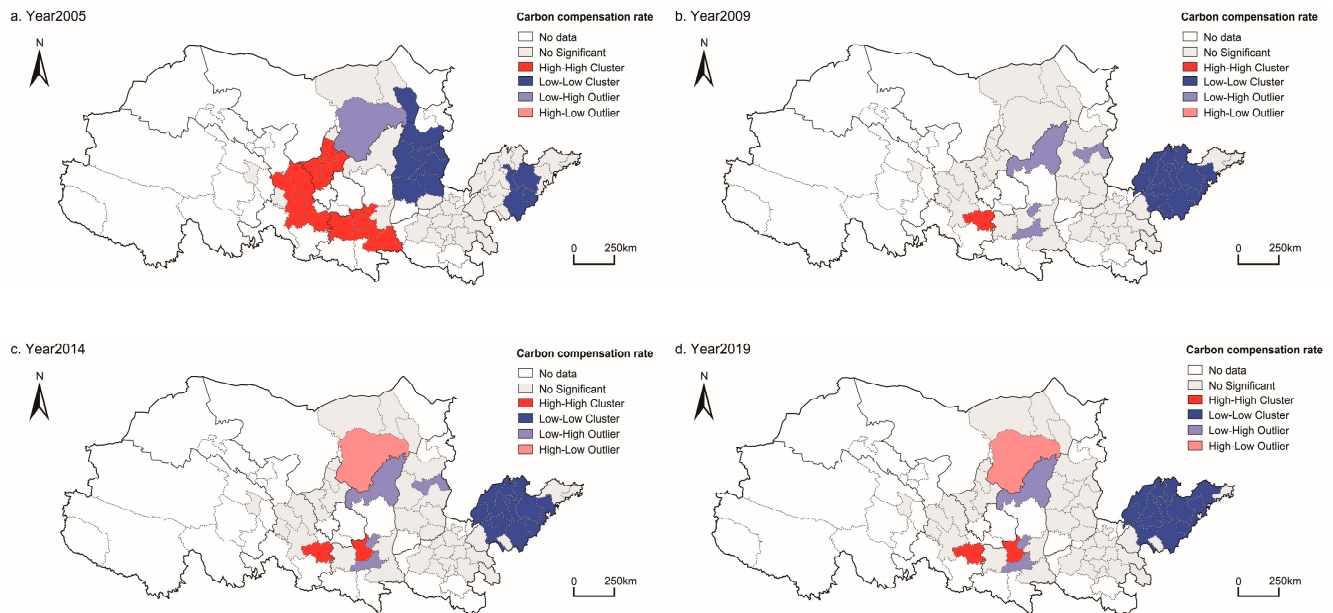 a. Year2005
Carbon compensation rate
N
No data
No Significant
High-High Cluster
Low-Low Cluster
Low-High Outlier
High-Low Outlier
0 250km
b. Year2009
Carbon compensation rate
N
No data
No Significant
High-High Cluster
Low-Low Cluster
Low-High Outlier
High-Low Outlier
0 250km
c. Year2014
Carbon compensation rate
N
No data
No Significant
High-High Cluster
Low-Low Cluster
Low-High Outlier
High-Low Outlier
0 250km
d. Year2019
Carbon compensation rate
N
No data
No Significant
High-High Cluster
Low-Low Cluster
Low-High Outlier
High-Low Outlier
0 250km